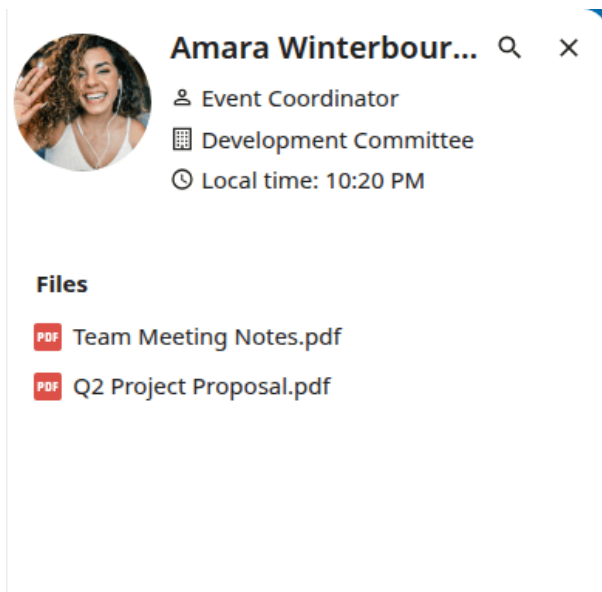 Amara Winterbour...
Event Coordinator
Development Committee
Local time: 10:20 PM
Files
PDF Team Meeting Notes.pdf
PDF Q2 Project Proposal.pdf